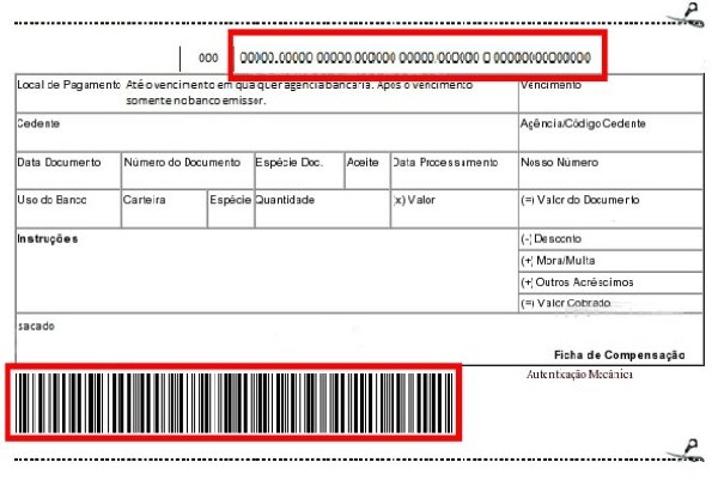 000 00000.00000 00000.000000 00000.000000 0 00000000000000
Local de Pagamento Até o vencimento em qualquer agência bancária. Após o vencimento Vencimento
somente no banco emissor.
Cedente Agência/Código Cedente
Data Documento Número do Documento Espécie Doc. Aceite Data Processamento Nosso Número
Uso do Banco Carteira Espécie Quantidade (x) Valor (=) Valor do Documento
Instruções (-) Desconto
(+) Mora/Multa
(+) Outros Acréscimos
(=) Valor Cobrado
sacado
Ficha de Compensação
Autenticação Mecânica